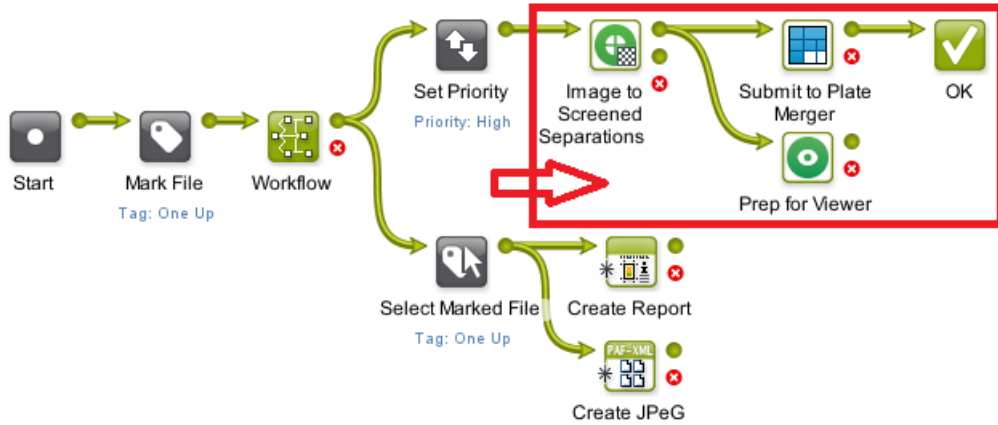 Start
Mark File
Tag: One Up
Workflow
Set Priority
Priority: High
Image to
Screened
Separations
Submit to Plate
Merger
OK
Prep for Viewer
Select Marked File
Tag: One Up
Create Report
PAF-XML
Create JPeG